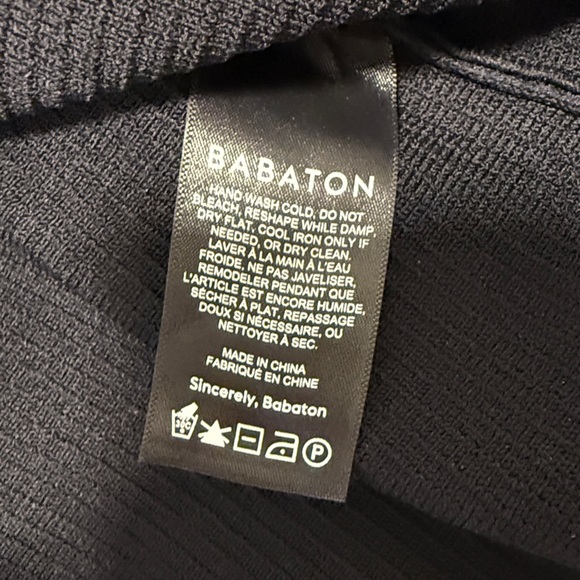 BABATON
HAND WASH COLD, DO NOT
BLEACH, RESHAPE WHILE DAMP,
DRY FLAT, COOL IRON ONLY IF
NEEDED, OR DRY CLEAN.
LAVER À LA MAIN À L'EAU
FROIDE, NE PAS JAVELISER,
REMODELER PENDANT QUE
L'ARTICLE EST ENCORE HUMIDE,
SÉCHER À PLAT, REPASSAGE
DOUX SI NÉCESSAIRE, OU
NETTOYER À SEC.
MADE IN CHINA
FABRIQUÉ EN CHINE
Sincerely, Babaton
P